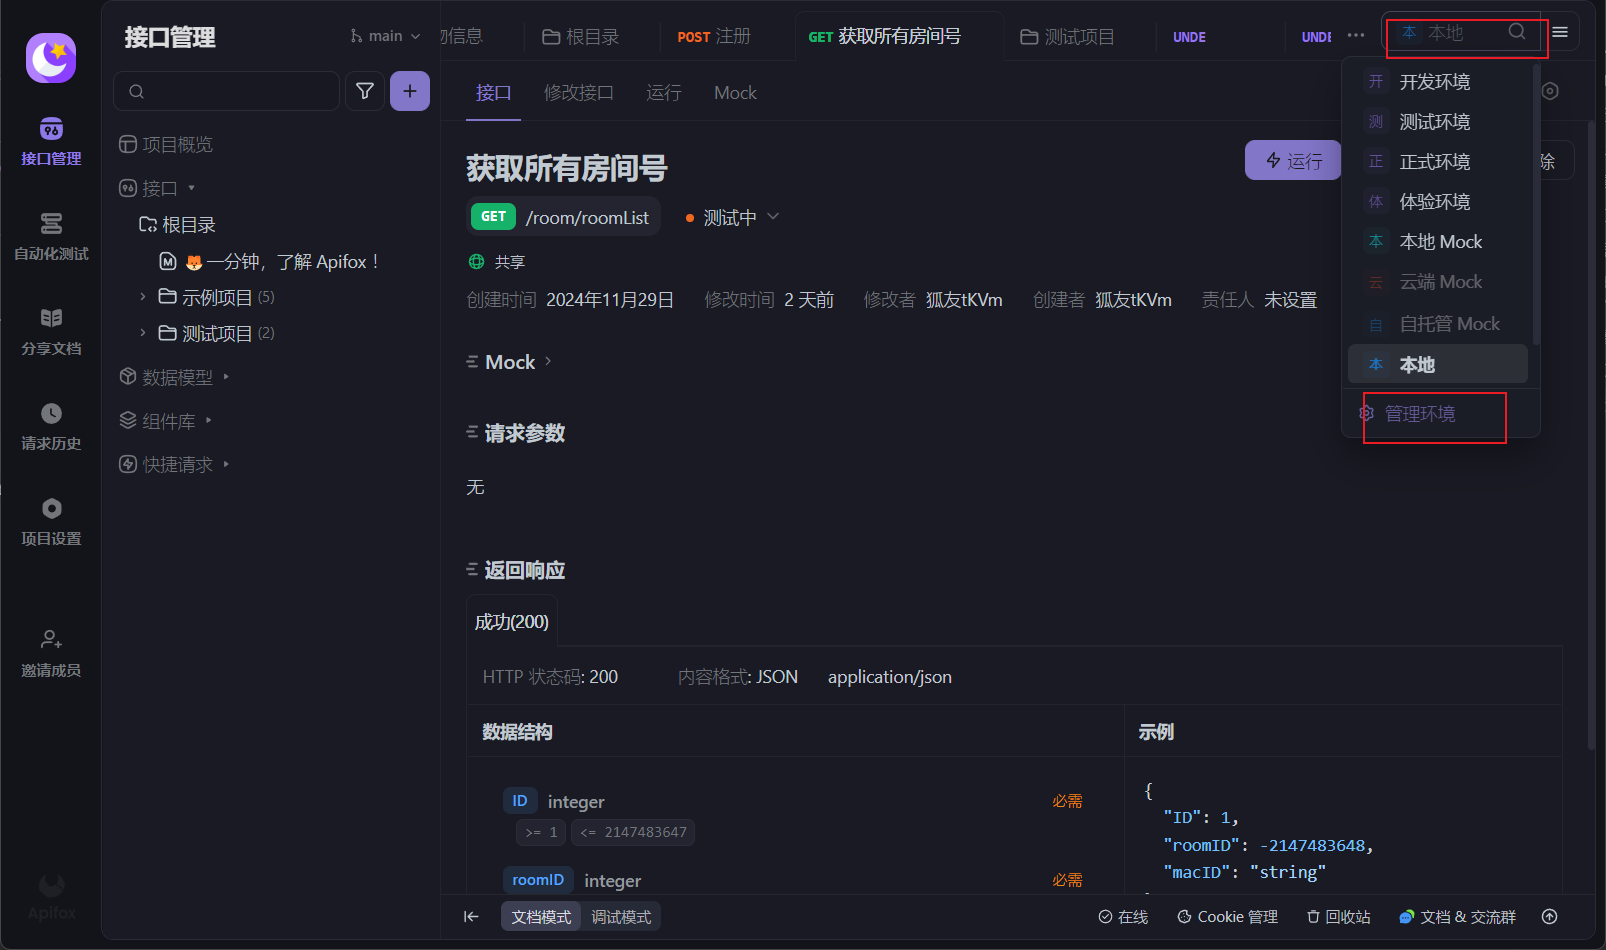 接口管理
main
接口管理
自动化测试
分享文档
请求历史
项目设置
邀请成员
Apifox
项目概览
接口
根目录
一分钟，了解 Apifox！
示例项目 (5)
测试项目 (2)
数据模型
组件库
快捷请求
信息
根目录
POST 注册
GET 获取所有房间号
测试项目
UNDE
UNDE
本 本地
接口
修改接口
运行
Mock
获取所有房间号
运行
除
GET /room/roomList
测试中
共享
创建时间 2024年11月29日 修改时间 2 天前 修改者 狐友tKVm 创建者 狐友tKVm 责任人 未设置
Mock
请求参数
无
返回响应
成功(200)
HTTP 状态码: 200 内容格式: JSON application/json
数据结构
示例
ID integer 必需
>= 1 <= 2147483647
roomID integer 必需
{
"ID": 1,
"roomID": -2147483648,
"macID": "string"
开 开发环境
测 测试环境
正 正式环境
体 体验环境
本 本地 Mock
云 云端 Mock
自 自托管 Mock
本 本地
管理环境
文档模式
调试模式
在线
Cookie 管理
回收站
文档 & 交流群